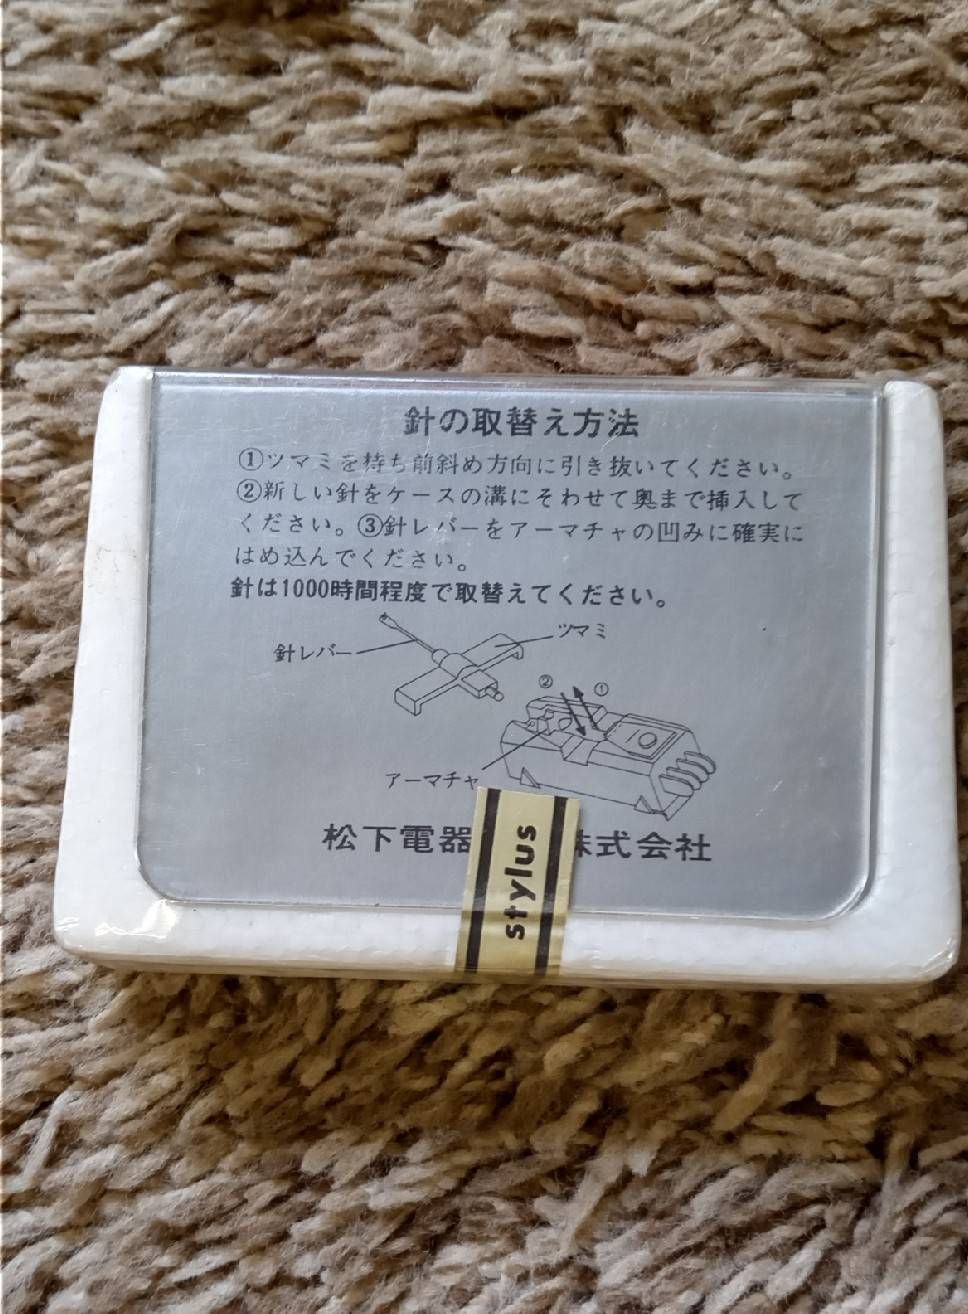 針の取替え方法
①ツマミを持ち前斜め方向に引き抜いてください。
②新しい針をケースの溝にそわせて奥まで挿入して
ください。③針レバーをアーマチャの凹みに確実に
はめ込んでください。
針は1000時間程度で取替えてください。
ツマミ
針レバー
② ①
アーマチャ
松下電器 株式会社
stylus